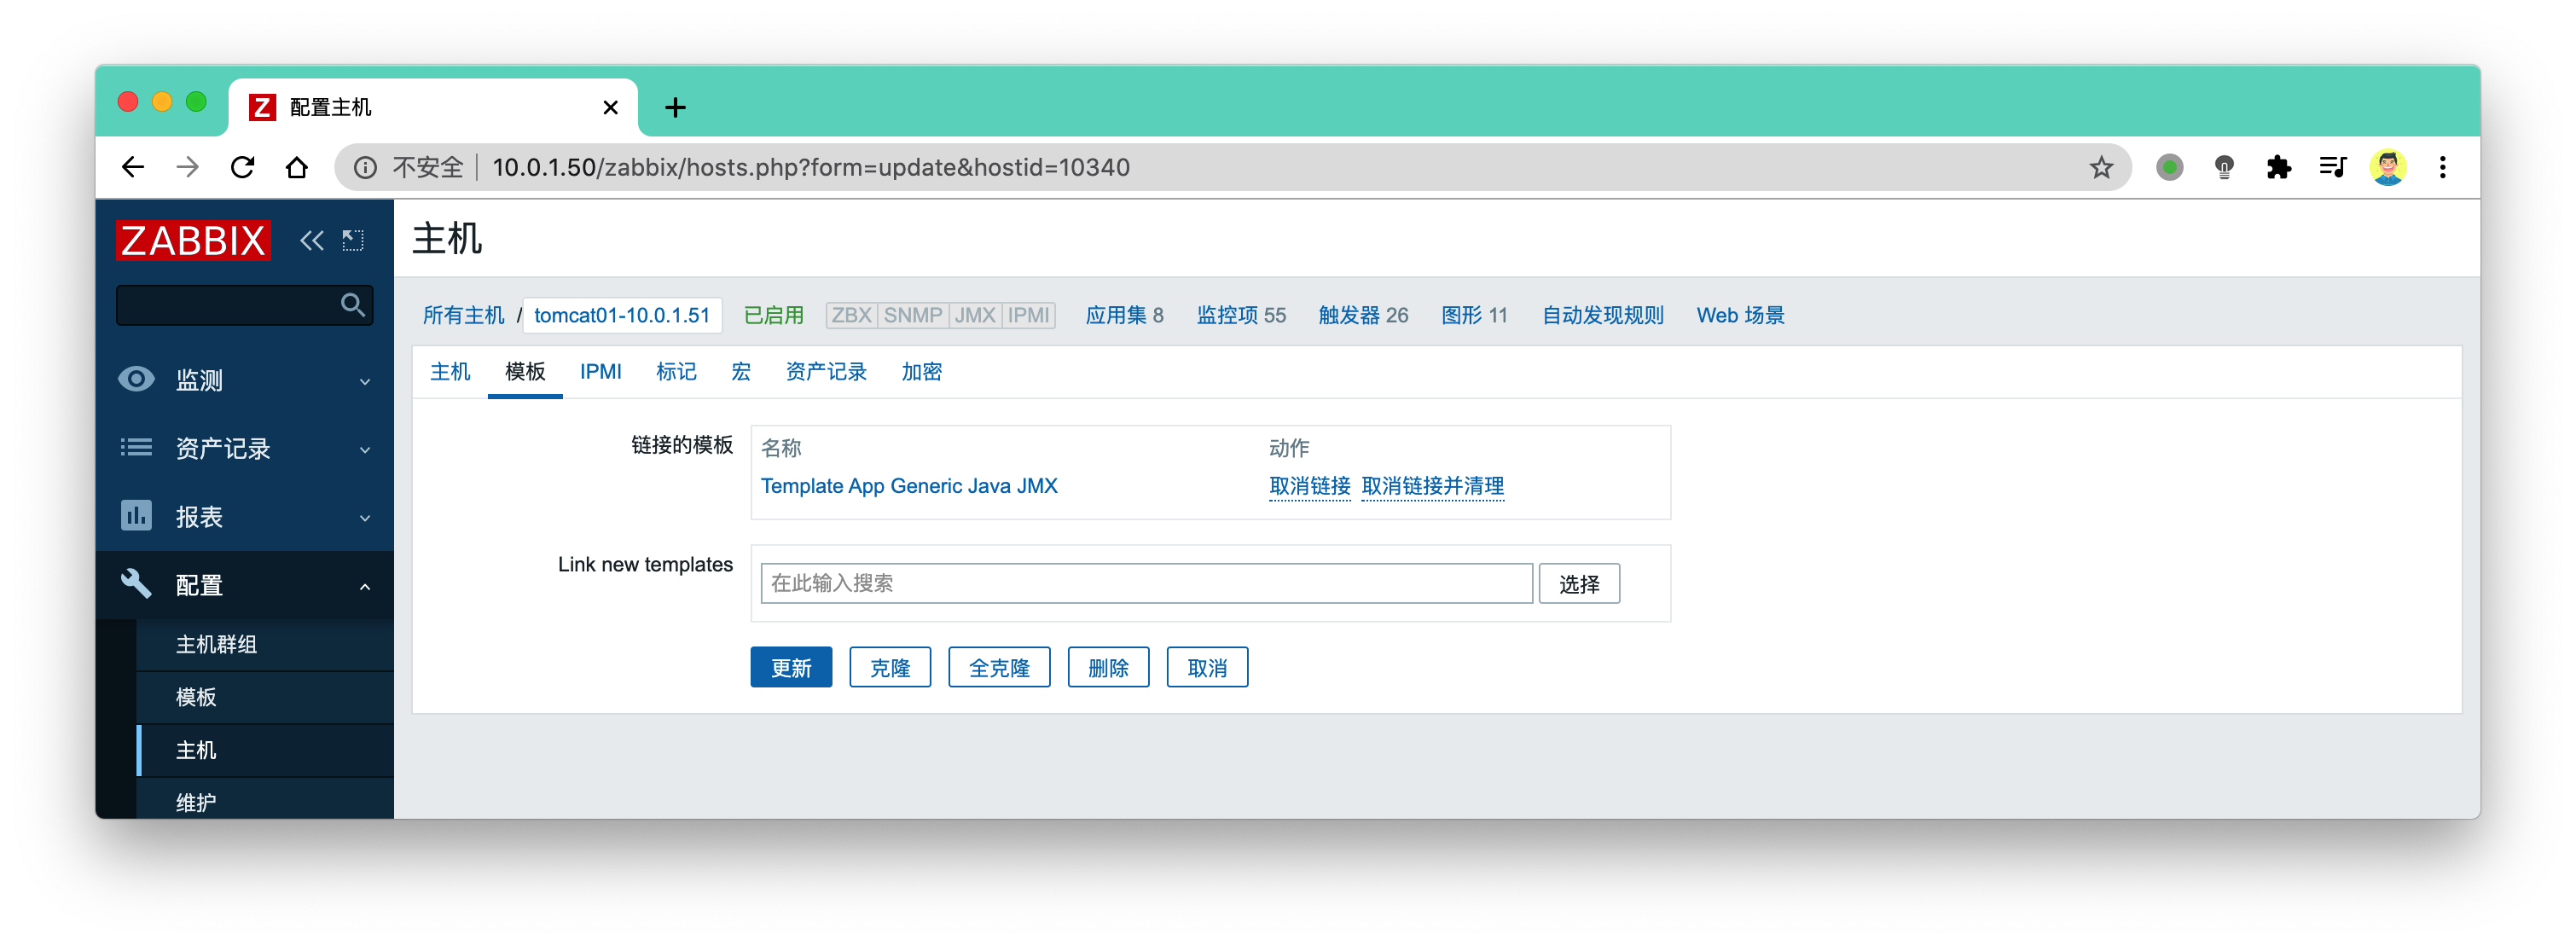 配置主机
不安全 10.0.1.50/zabbix/hosts.php?form=update&hostid=10340
ZABBIX
主机
所有主机 / tomcat01-10.0.1.51 已启用 ZBX SNMP JMX IPMI 应用集 8 监控项 55 触发器 26 图形 11 自动发现规则 Web 场景
主机 模板 IPMI 标记 宏 资产记录 加密
监测
资产记录
报表
配置
主机群组
模板
主机
维护
链接的模板 名称 动作
Template App Generic Java JMX 取消链接 取消链接并清理
Link new templates 在此输入搜索 选择
更新 克隆 全克隆 删除 取消